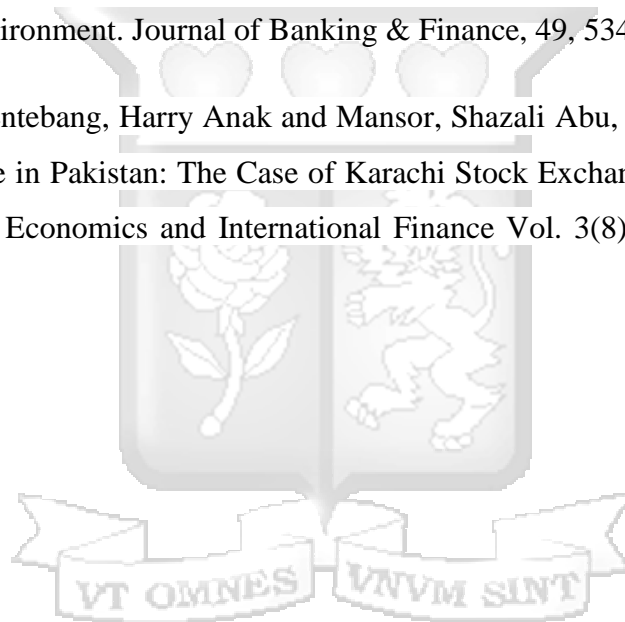 ironment. Journal of Banking & Finance, 49, 534
ntebang, Harry Anak and Mansor, Shazali Abu,
e in Pakistan: The Case of Karachi Stock Exchan
Economics and International Finance Vol. 3(8)
VT OMNES VNVM SINT